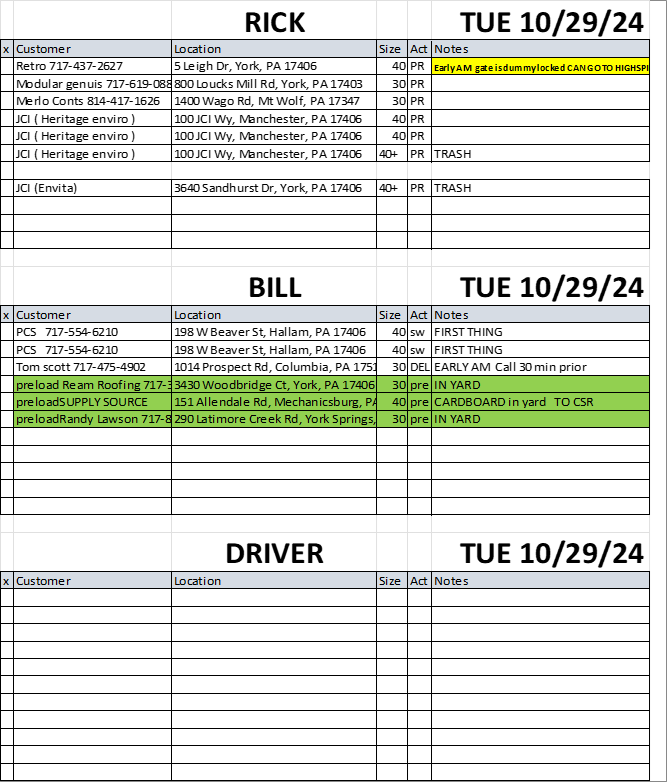 RICK TUE 10/29/24
x Customer Location Size Act Notes
Retro 717-437-2627 5 Leigh Dr, York, PA 17406 40 PR Early AM gate is dummy locked CAN GO TO HIGHSPI
Modular genuis 717-619-088 800 Loucks Mill Rd, York, PA 17403 30 PR
Merlo Conts 814-417-1626 1400 Wago Rd, Mt Wolf, PA 17347 30 PR
JCI ( Heritage enviro ) 100 JCI Wy, Manchester, PA 17406 40 PR
JCI ( Heritage enviro ) 100 JCI Wy, Manchester, PA 17406 40 PR
JCI ( Heritage enviro ) 100 JCI Wy, Manchester, PA 17406 40+ PR TRASH
JCI (Envita) 3640 Sandhurst Dr, York, PA 17406 40+ PR TRASH
BILL TUE 10/29/24
x Customer Location Size Act Notes
PCS 717-554-6210 198 W Beaver St, Hallam, PA 17406 40 sw FIRST THING
PCS 717-554-6210 198 W Beaver St, Hallam, PA 17406 40 sw FIRST THING
Tom scott 717-475-4902 1014 Prospect Rd, Columbia, PA 1751 30 DEL EARLY AM Call 30 min prior
preload Ream Roofing 717-3 3430 Woodbridge Ct, York, PA 17406 30 pre IN YARD
preloadSUPPLY SOURCE 151 Allendale Rd, Mechanicsburg, PA 40 pre CARDBOARD in yard TO CSR
preloadRandy Lawson 717-8 290 Latimore Creek Rd, York Springs, 30 pre IN YARD
DRIVER TUE 10/29/24
x Customer Location Size Act Notes